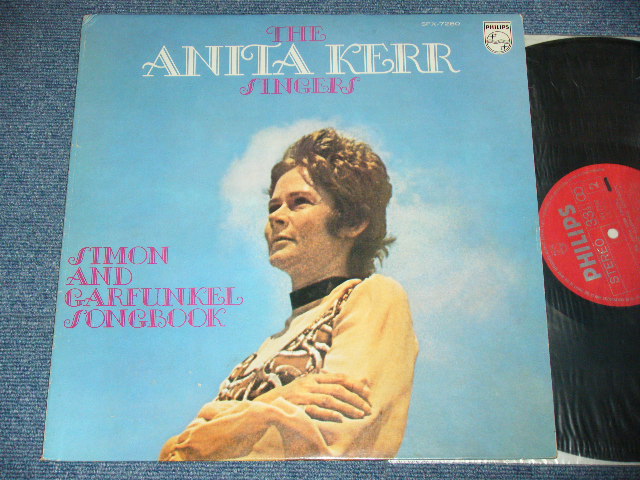 THE
SFX-7280
PHILIPS
ANITA KERR
SINGERS
SIMON
AND
GARFUNKEL
SONGBOOK
PHILIPS
STEREO
2